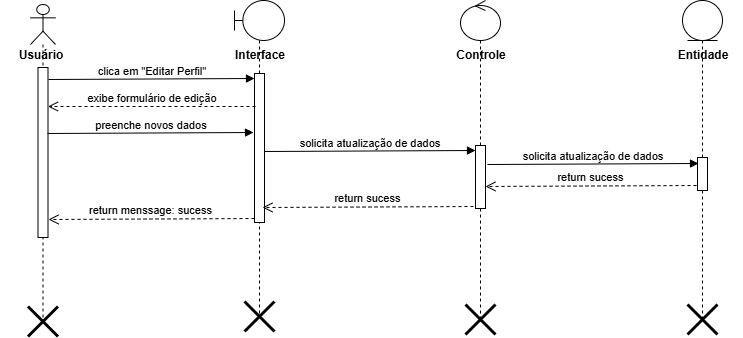 Usuário
Interface
Controle
Entidade
clica em "Editar Perfil"
exibe formulário de edição
preenche novos dados
solicita atualização de dados
solicita atualização de dados
return sucess
return sucess
return menssage: sucess